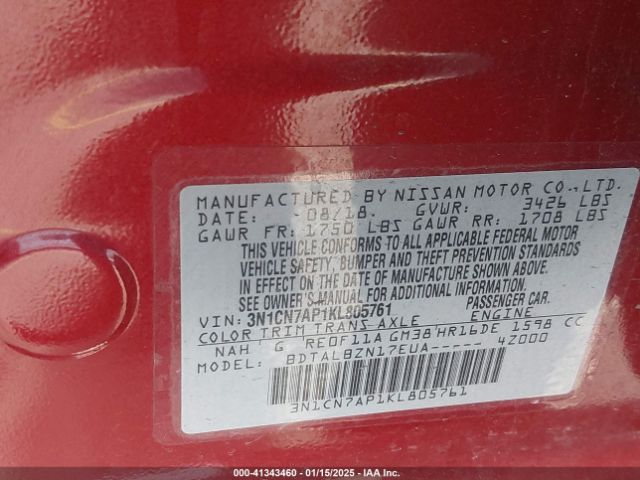 MANUFACTURED BY NISSAN MOTOR CO.,LTD.
DATE: 08/18. GVWR: 3426 LBS
GAWR FR: 1750 LBS GAWR RR: 1708 LBS
THIS VEHICLE CONFORMS TO ALL APPLICABLE FEDERAL MOTOR
VEHICLE SAFETY, BUMPER AND THEFT PREVENTION STANDARDS
IN EFFECT ON THE DATE OF MANUFACTURE SHOWN ABOVE.
SEE OWNER'S MANUAL FOR ADDITIONAL INFORMATION.
VIN: 3N1CN7AP1KL805761 PASSENGER CAR.
COLOR TRIM TRANS AXLE ENGINE
NAH G RE0F11A GM38 HR16DE 1598 CC
MODEL: BDTALBZN17EUA----- 4Z000
3N1CN7AP1KL805761
000-41343460 - 01/15/2025 - IAA Inc.